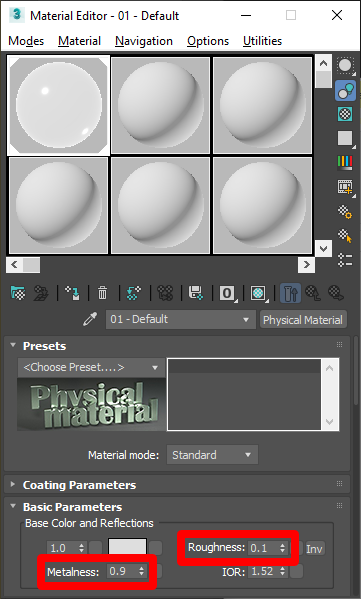 3 Material Editor - 01 - Default
Modes Material Navigation Options Utilities
0
01 - Default Physical Material
Presets
<Choose Preset....>
Physical
material
Material mode: Standard
Coating Parameters
Basic Parameters
Base Color and Reflections
1.0 Roughness: 0.1 Inv
Metalness: 0.9 IOR: 1.52